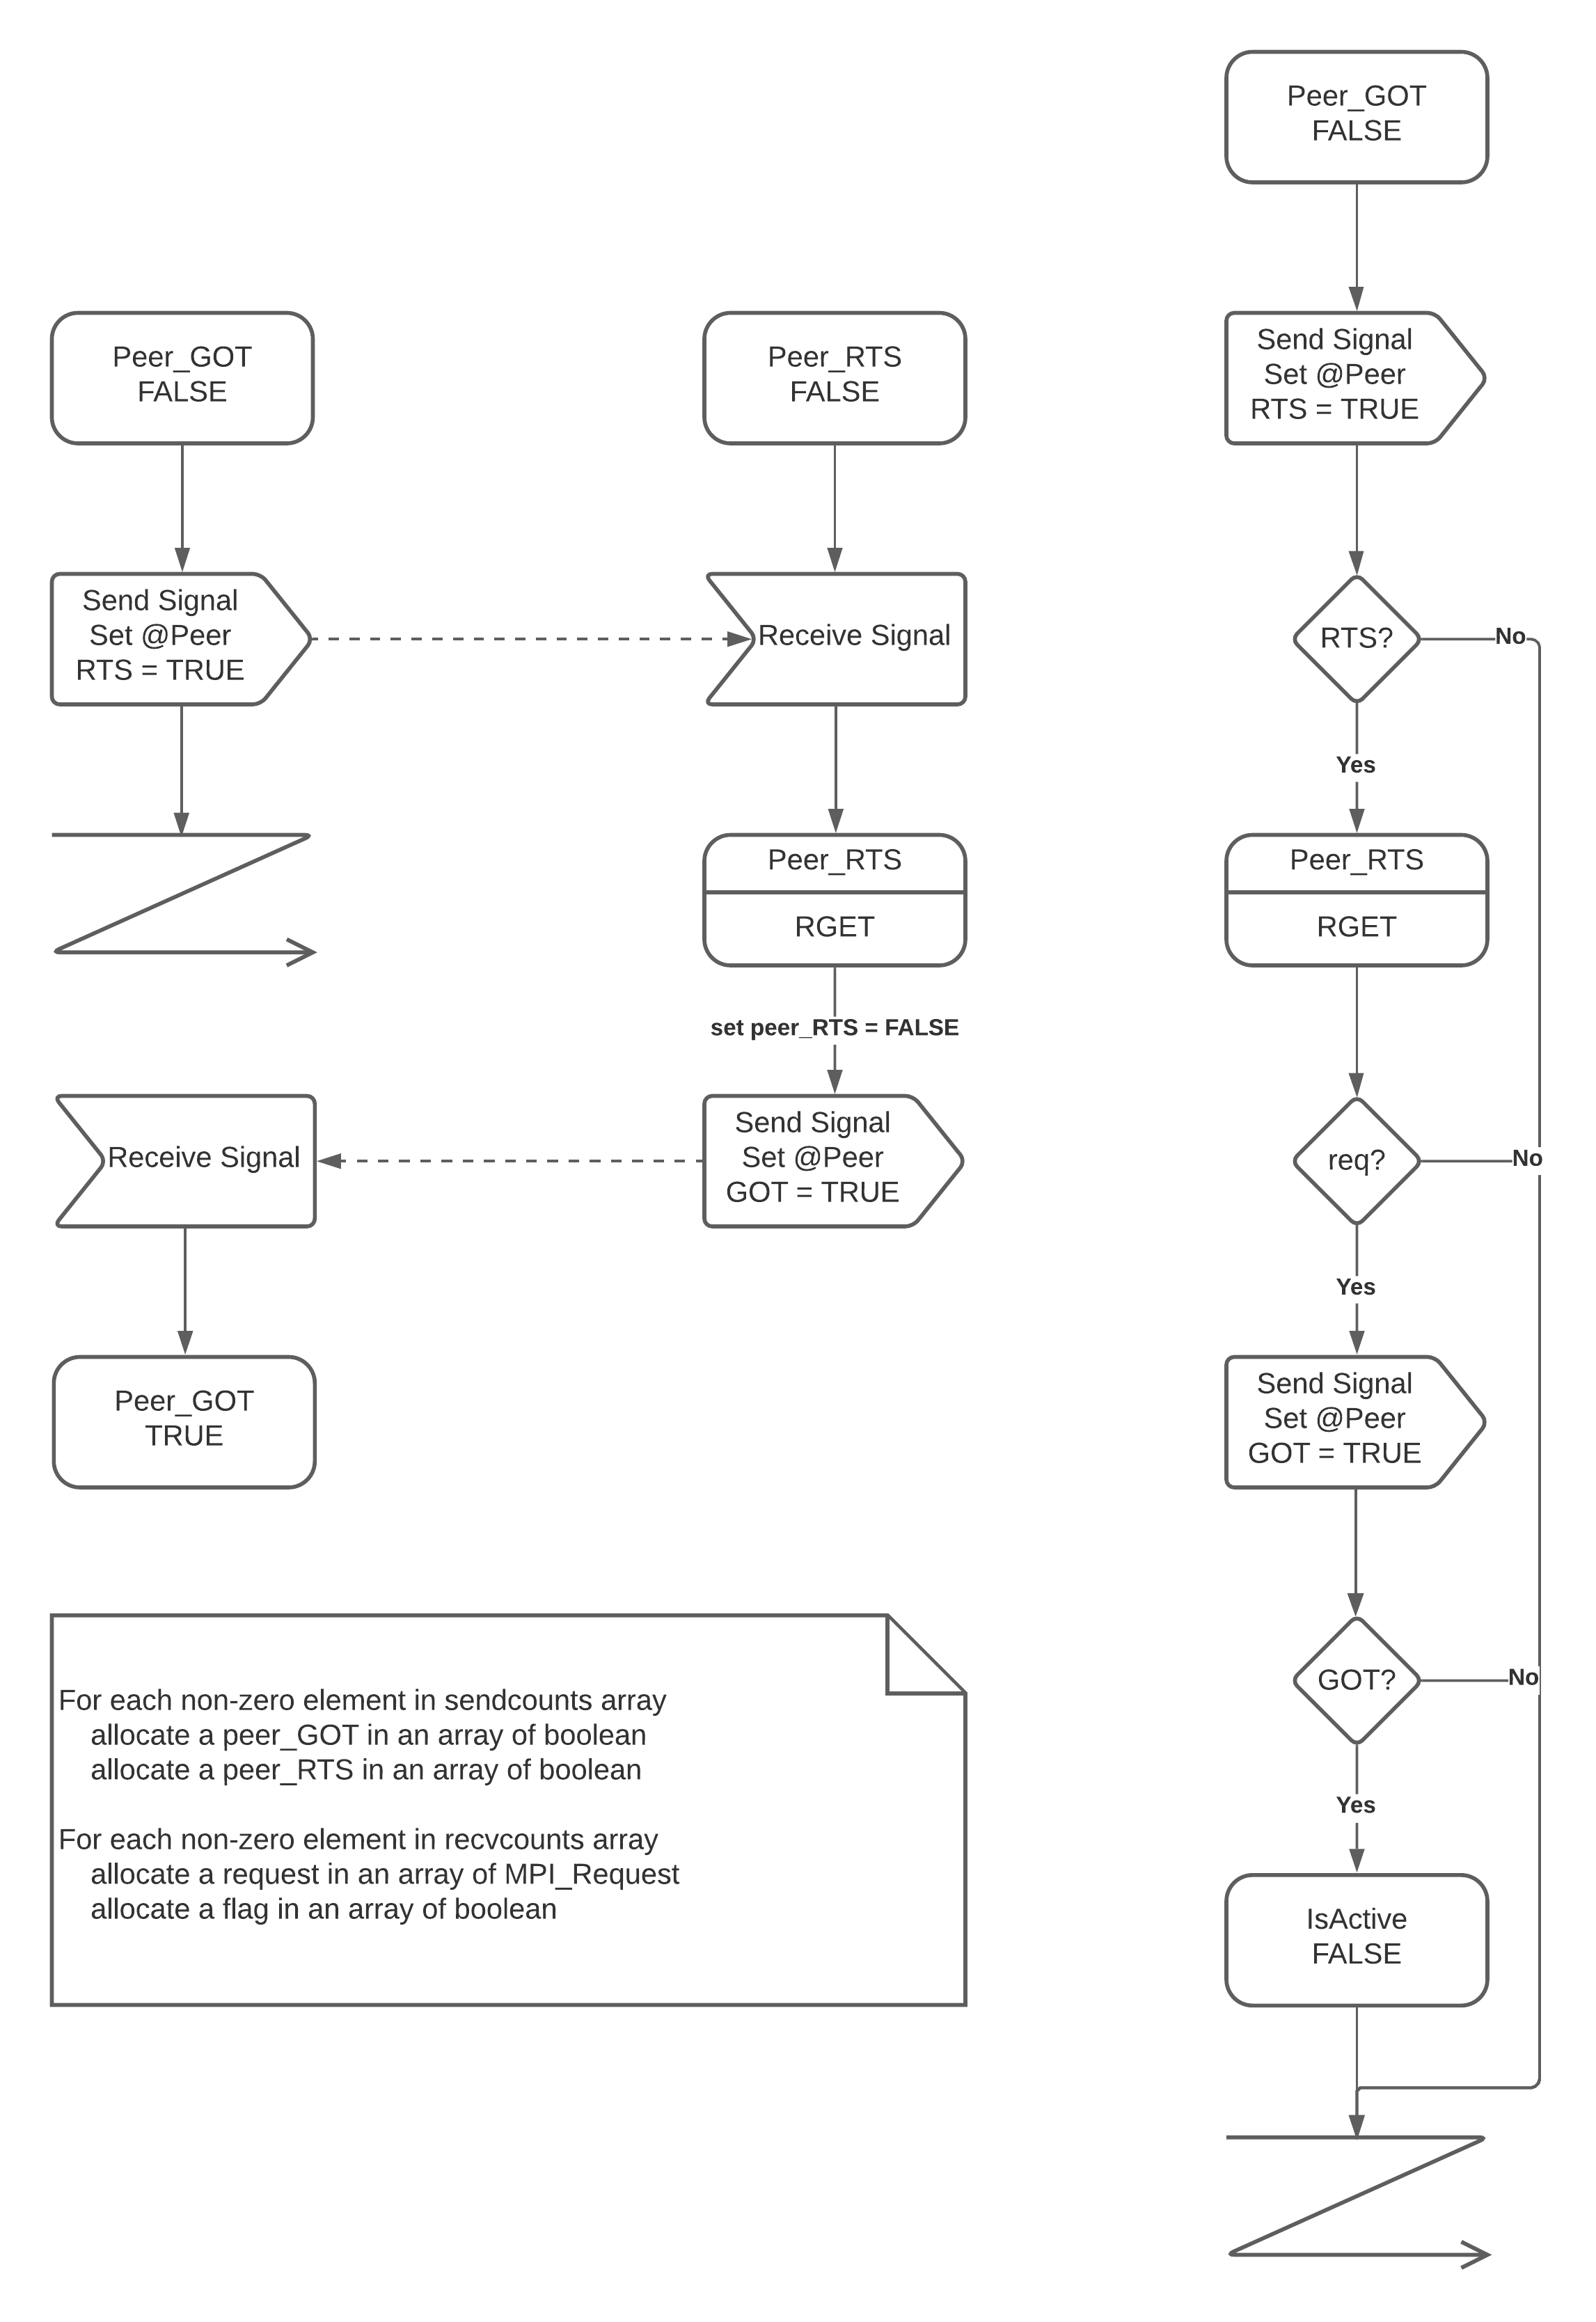 Peer_GOT
FALSE
Send Signal
Set @Peer
RTS = TRUE
Receive Signal
Peer_GOT
TRUE
Peer_RTS
FALSE
Receive Signal
Peer_RTS
RGET
set peer_RTS = FALSE
Send Signal
Set @Peer
GOT = TRUE
For each non-zero element in sendcounts array
allocate a peer_GOT in an array of boolean
allocate a peer_RTS in an array of boolean
For each non-zero element in recvcounts array
allocate a request in an array of MPI_Request
allocate a flag in an array of boolean
Peer_GOT
FALSE
Send Signal
Set @Peer
RTS = TRUE
RTS?
No
Yes
Peer_RTS
RGET
req?
No
Yes
Send Signal
Set @Peer
GOT = TRUE
GOT?
No
Yes
IsActive
FALSE